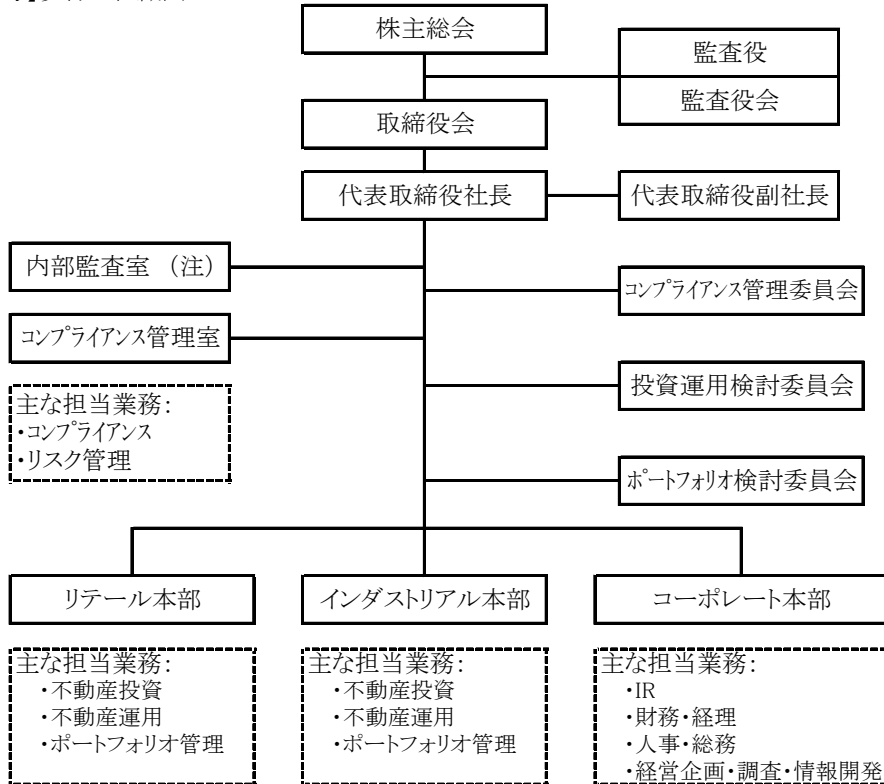 株主総会
監査役
監査役会
取締役会
代表取締役社長
代表取締役副社長
内部監査室 (注)
コンプライアンス管理委員会
コンプライアンス管理室
投資運用検討委員会
主な担当業務:
・コンプライアンス
・リスク管理
ポートフォリオ検討委員会
リテール本部
インダストリアル本部
コーポレート本部
主な担当業務:
・不動産投資
・不動産運用
・ポートフォリオ管理
主な担当業務:
・不動産投資
・不動産運用
・ポートフォリオ管理
主な担当業務:
・IR
・財務・経理
・人事・総務
・経営企画・調査・情報開発